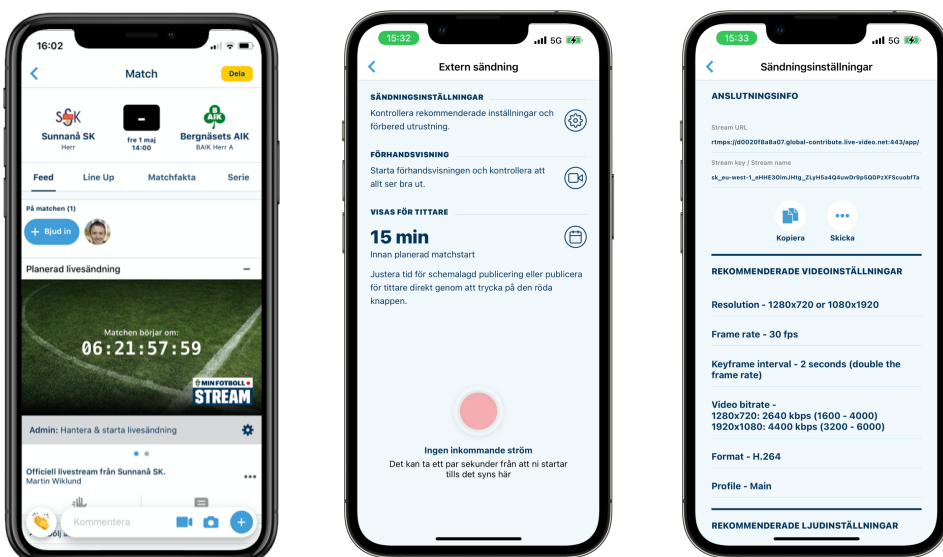 16:02
Match
Dela
SSK
B
AIK
-
Sunnanå SK
Herr
fre 1 maj
14:00
Bergnäsets AIK
BAIK Herr A
Feed
Line Up
Matchfakta
Serie
På matchen (1)
+ Bjud in
Planerad livesändning
Matchen börjar om:
06:21:57:59
MIN FOTBOLL
STREAM
Admin: Hantera & starta livesändning
Officiell livestream från Sunnanå SK.
Martin Wiklund
Kommentera
15:32
5G
Extern sändning
SÄNDNINGSINSTÄLLNINGAR
Kontrollera rekommenderade inställningar och
förbered utrustning.
FÖRHANDSVISNING
Starta förhandsvisningen och kontrollera att
allt ser bra ut.
VISAS FÖR TITTARE
15 min
Innan planerad matchstart
Justera tid för schemalagd publicering eller publicera
för tittare direkt genom att trycka på den röda
knappen.
Ingen inkommande ström
Det kan ta ett par sekunder från att ni startar
tills det syns här
15:33
5G
Sändningsinställningar
ANSLUTNINGSINFO
Stream URL
rtmps://d0020f8a8a07.global-contribute.live-video.net:443/app/
Stream key / Stream name
sk_eu-west-1_eHHE3OimJHtg_ZLyH5a4Q4uwDr9p5QDPzXFScuobfTa
Kopiera
Skicka
REKOMMENDERADE VIDEOINSTÄLLNINGAR
Resolution - 1280x720 or 1080x1920
Frame rate - 30 fps
Keyframe interval - 2 seconds (double the
frame rate)
Video bitrate -
1280x720: 2640 kbps (1600 - 4000)
1920x1080: 4400 kbps (3200 - 6000)
Format - H.264
Profile - Main
REKOMMENDERADE LJUDINSTÄLLNINGAR